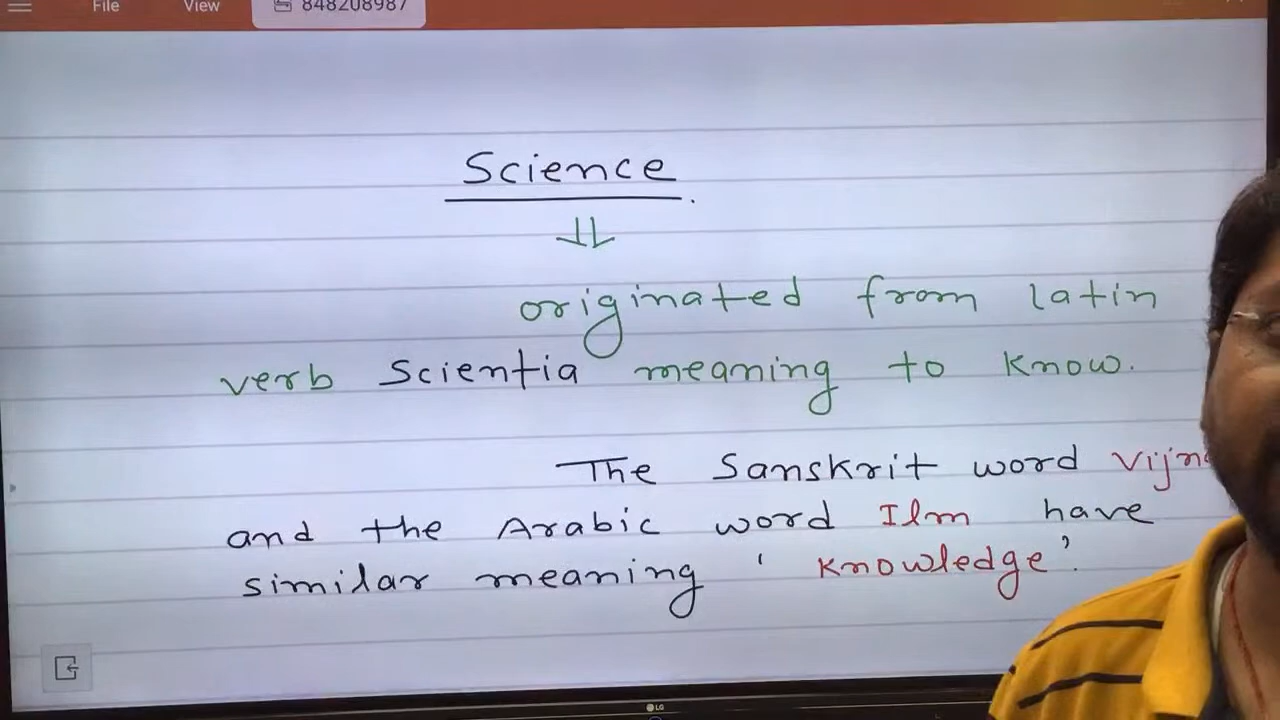 File View 848208987
Science
originated from latin
verb Scientia meaning to know.
The Sanskrit word
and the Arabic word Ilm have
similar meaning ' knowledge'.
LG